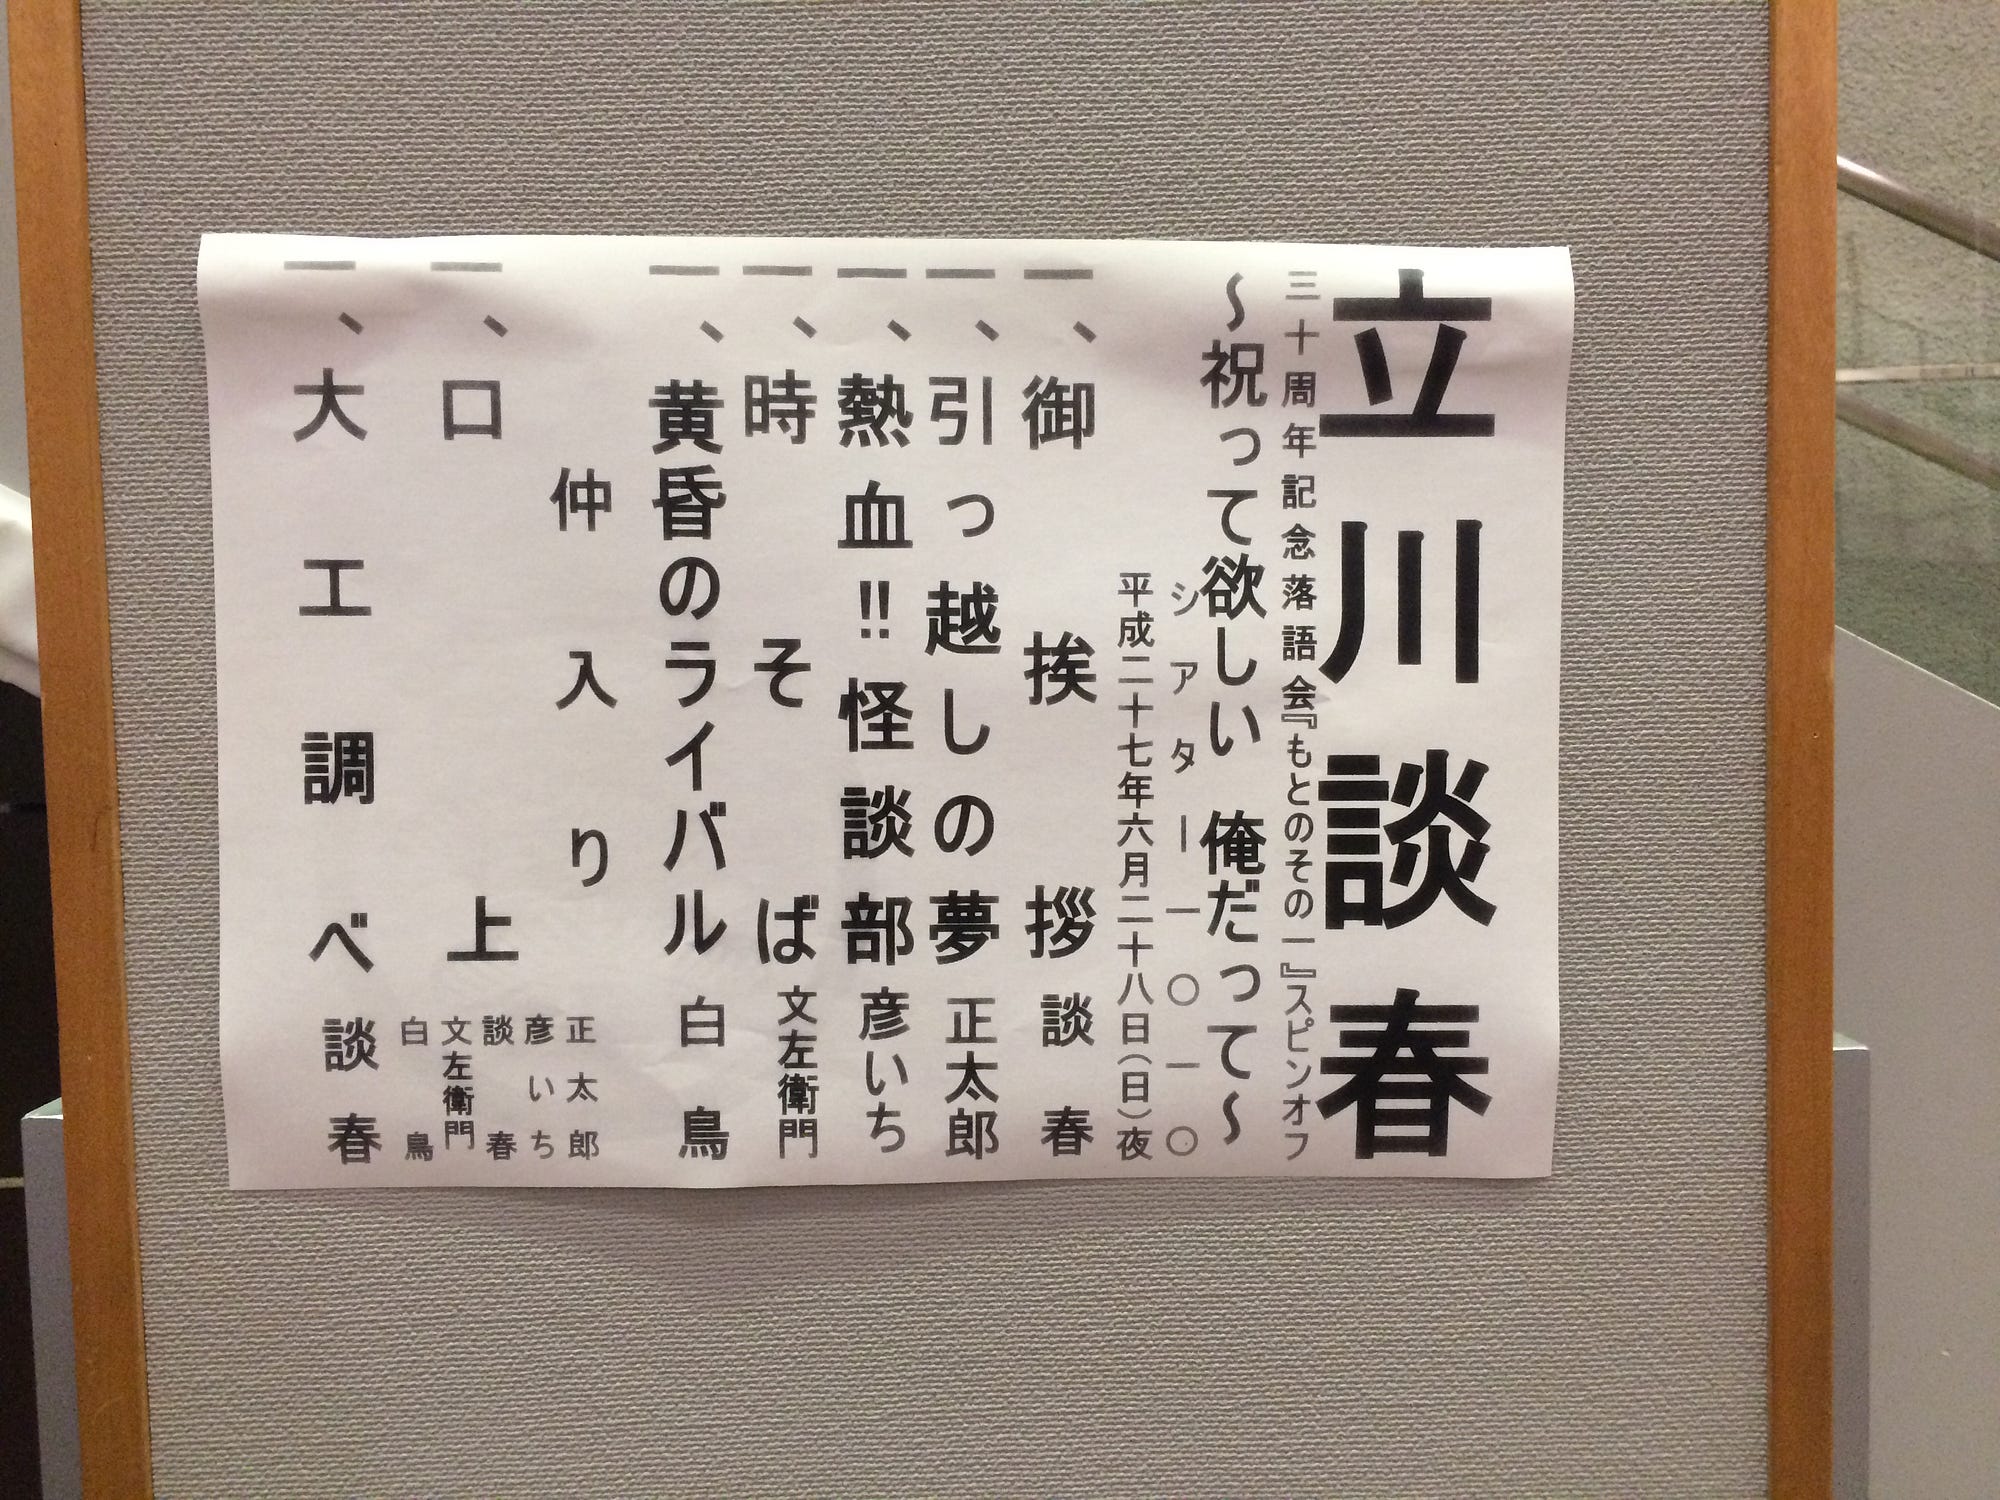 立川談春
三十周年記念落語会『もとのその一』スピンオフ
～祝って欲しい 俺だって～
シアター一〇一〇
平成二十七年六月二十八日（日）夜
一、御挨拶 談春
一、引っ越しの夢 正太郎
一、熱血！！怪談部 彦いち
一、時そば 文左衛門
一、黄昏のライバル 白鳥
仲入り
一、口上 正太郎 彦いち 談春 文左衛門 白鳥
一、大工調べ 談春